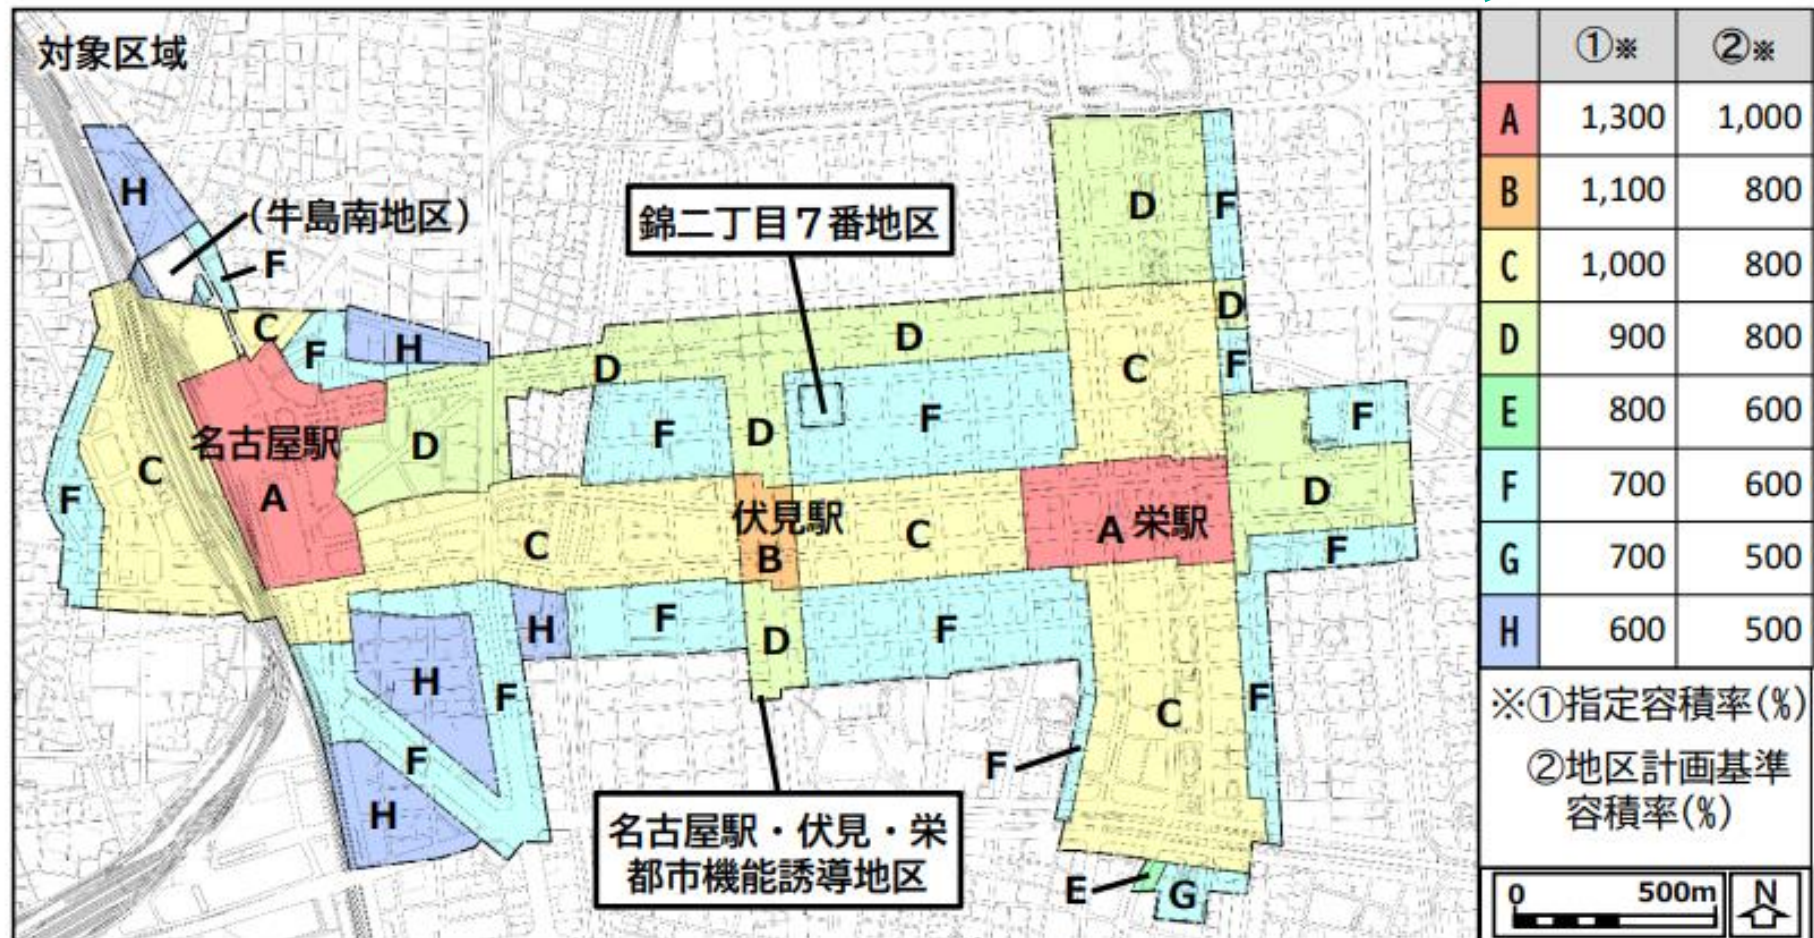 対象区域
H
(牛島南地区)
F
錦二丁目7番地区
D
F
C
F
H
D
D
D
C
F
F
名古屋駅
D
F
D
F
F
C
F
A
D
伏見駅
B
C
C
A 栄駅
F
H
F
D
F
H
F
F
C
F
F
H
名古屋駅・伏見・栄
都市機能誘導地区
E
G
①※ ②※
A 1,300 1,000
B 1,100 800
C 1,000 800
D 900 800
E 800 600
F 700 600
G 700 500
H 600 500
※①指定容積率(%)
②地区計画基準
容積率(%)
0 500m N